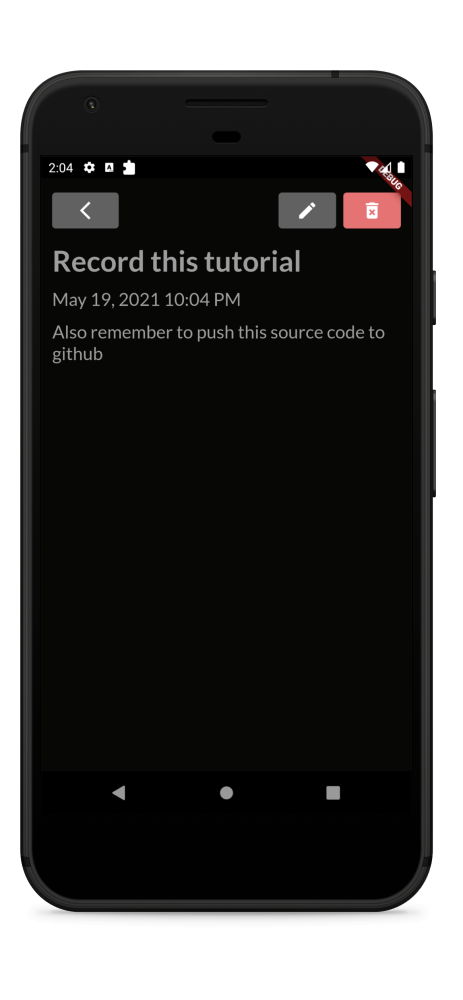 2:04
DEBUG
Record this tutorial
May 19, 2021 10:04 PM
Also remember to push this source code to
github